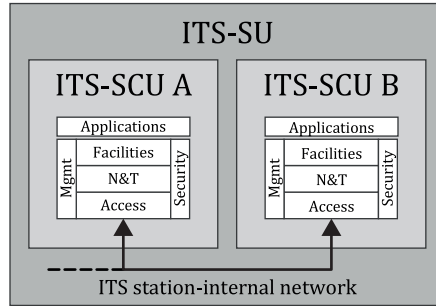 ITS-SU
ITS-SCU A
Applications
Mgmt
Facilities
N&T
Access
Security
ITS-SCU B
Applications
Mgmt
Facilities
N&T
Access
Security
ITS station-internal network